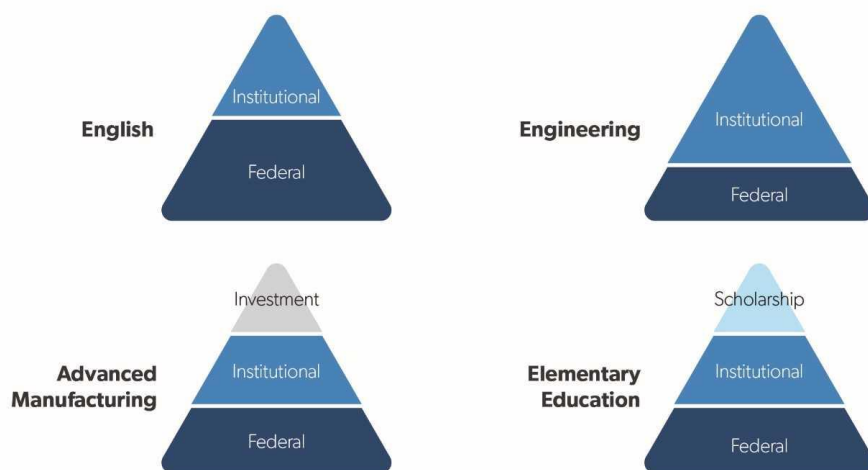 English
Institutional
Federal
Engineering
Institutional
Federal
Advanced
Manufacturing
Investment
Institutional
Federal
Elementary
Education
Scholarship
Institutional
Federal